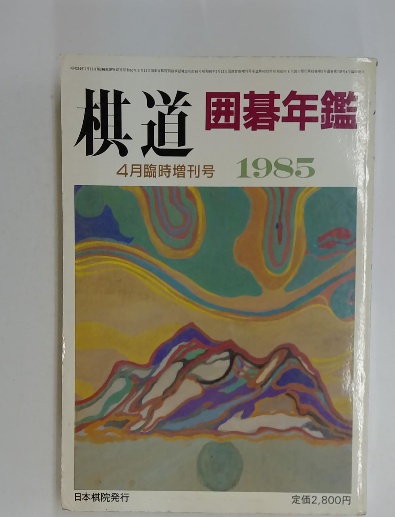 棋道 囲碁年鑑
4月臨時増刊号 1985
日本棋院発行
定価2,800円